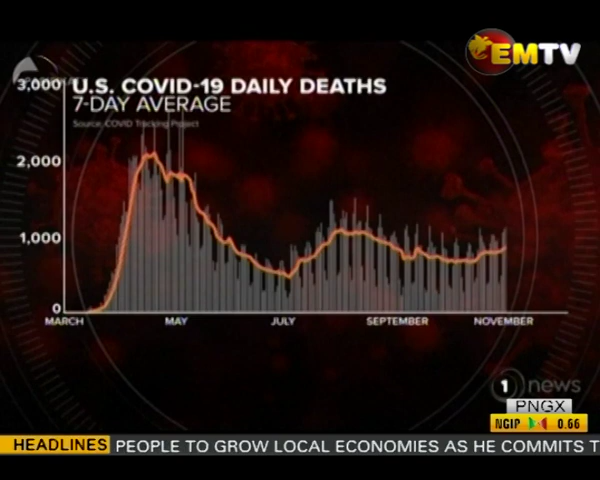 EMTV
3,000
U.S. COVID-19 DAILY DEATHS
7-DAY AVERAGE
Source: COVID Tracking Project
2,000
1,000
0
MARCH MAY JULY SEPTEMBER NOVEMBER
1 news
PNGX
NGIP 0.66
HEADLINES PEOPLE TO GROW LOCAL ECONOMIES AS HE COMMITS T